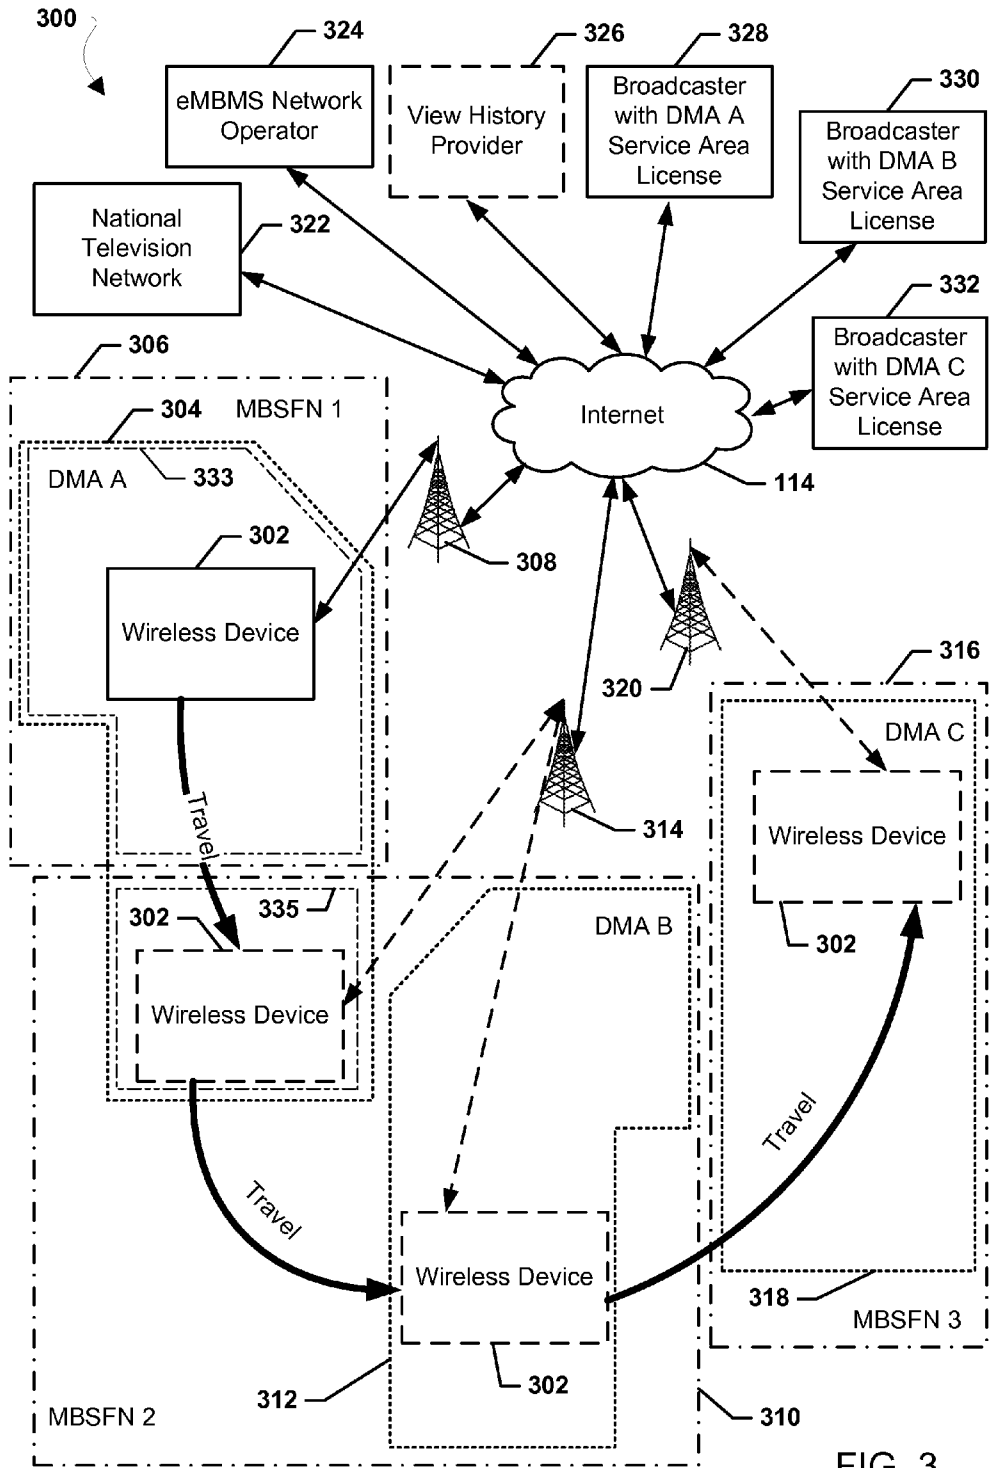 300
324
326
328
330
eMBMS Network
Operator
View History
Provider
Broadcaster
with DMA A
Service Area
License
Broadcaster
with DMA B
Service Area
License
National
Television
Network
322
332
Broadcaster
with DMA C
Service Area
License
306
304
MBSFN 1
Internet
DMA A
333
114
302
308
Wireless Device
320
316
DMA C
314
Wireless Device
Travel
335
302
DMA B
302
Wireless Device
Travel
Travel
Wireless Device
318
MBSFN 3
302
312
MBSFN 2
310
FIG. 3